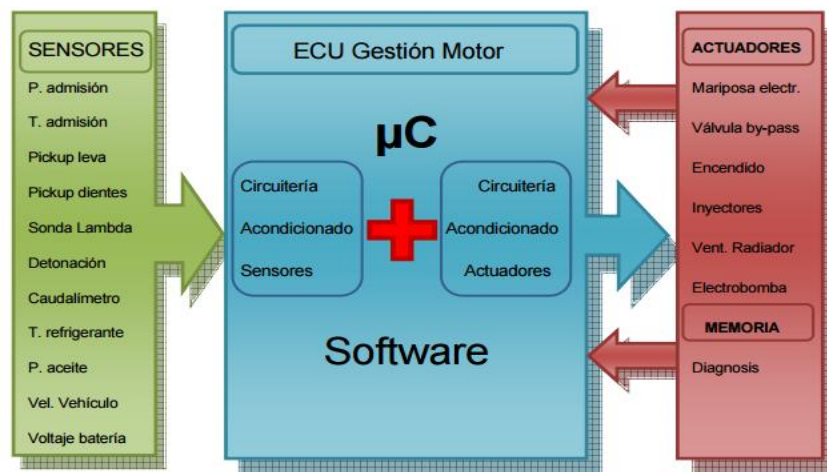 SENSORES
P. admisión
T. admisión
Pickup leva
Pickup dientes
Sonda Lambda
Detonación
Caudalímetro
T. refrigerante
P. aceite
Vel. Vehículo
Voltaje batería
ECU Gestión Motor
µC
Circuitería
Acondicionado
Sensores
Circuitería
Acondicionado
Actuadores
Software
ACTUADORES
Mariposa electr.
Válvula by-pass
Encendido
Inyectores
Vent. Radiador
Electrobomba
MEMORIA
Diagnosis